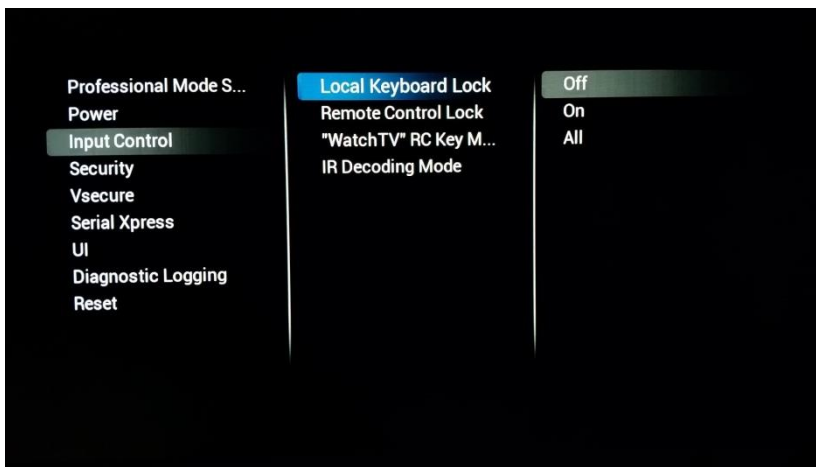 Professional Mode S...
Power
Input Control
Security
Vsecure
Serial Xpress
UI
Diagnostic Logging
Reset
Local Keyboard Lock
Remote Control Lock
"WatchTV" RC Key M...
IR Decoding Mode
Off
On
All